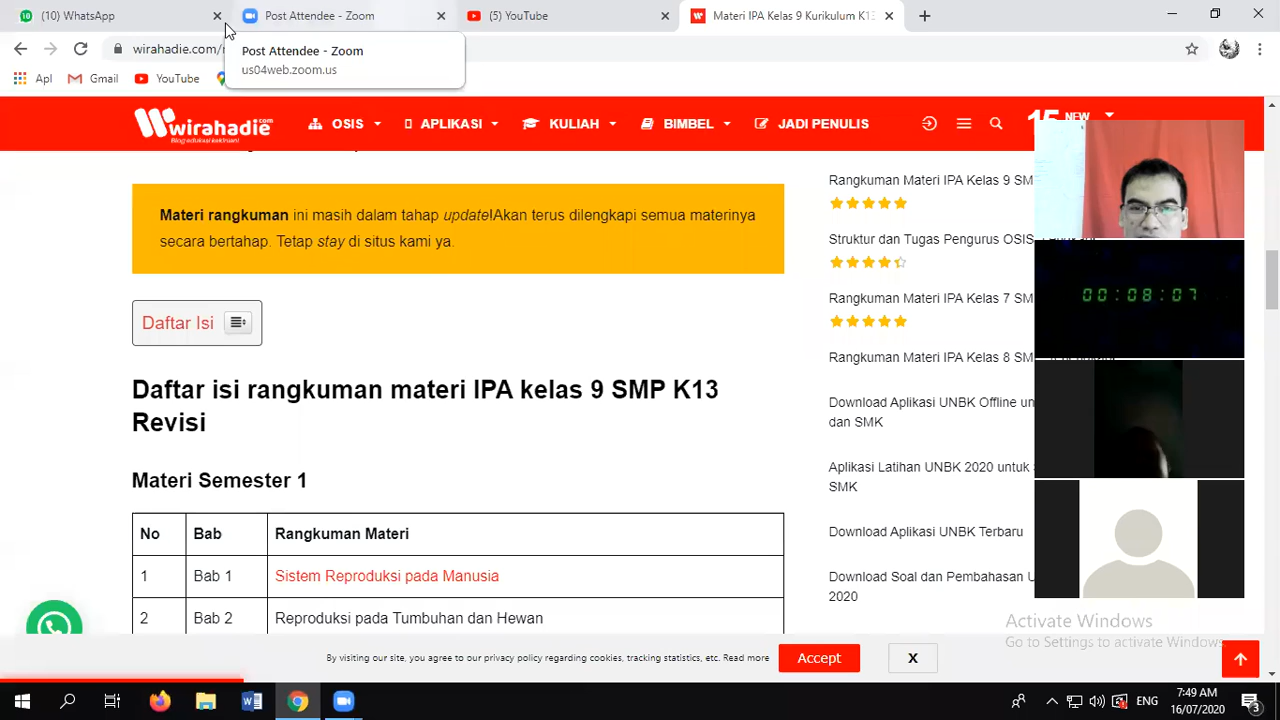 (10) WhatsApp
Post Attendee - Zoom
(5) YouTube
Materi IPA Kelas 9 Kurikulum K13
wirahadie.com/
Post Attendee - Zoom
us04web.zoom.us
Apl
Gmail
YouTube
wirahadie.com
Blog edukasi kekinian!
OSIS
APLIKASI
KULIAH
BIMBEL
JADI PENULIS
15 NEW
Materi rangkuman ini masih dalam tahap update!Akan terus dilengkapi semua materinya
secara bertahap. Tetap stay di situs kami ya.
Daftar Isi
Daftar isi rangkuman materi IPA kelas 9 SMP K13
Revisi
Materi Semester 1
No
Bab
Rangkuman Materi
1
Bab 1
Sistem Reproduksi pada Manusia
2
Bab 2
Reproduksi pada Tumbuhan dan Hewan
Rangkuman Materi IPA Kelas 9 SM
Struktur dan Tugas Pengurus OSIS
Rangkuman Materi IPA Kelas 7 SM
Rangkuman Materi IPA Kelas 8 SM
Download Aplikasi UNBK Offline un
dan SMK
Aplikasi Latihan UNBK 2020 untuk
SMK
Download Aplikasi UNBK Terbaru
Download Soal dan Pembahasan U
2020
00:08:07
Activate Windows
Go to Settings to activate Windows.
By visiting our site, you agree to our privacy policy regarding cookies, tracking statistics, etc. Read more
Accept
X
ENG
7:49 AM
16/07/2020
3